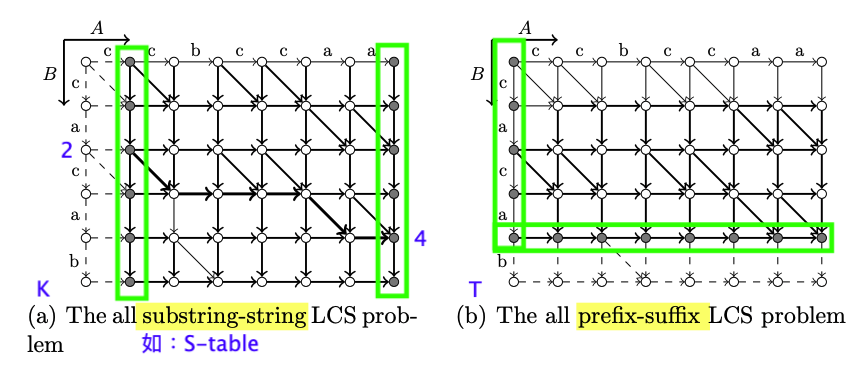 A
c c b c c a a
B
c
a
2
c
a
4
b
K
(a) The all substring-string LCS prob-
lem
如：S-table
A
c c b c c a a
B
c
a
c
a
b
T
(b) The all prefix-suffix LCS problem